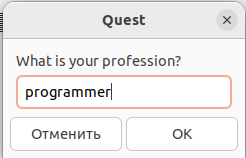 Quest
What is your profession?
programmer
Отменить OK